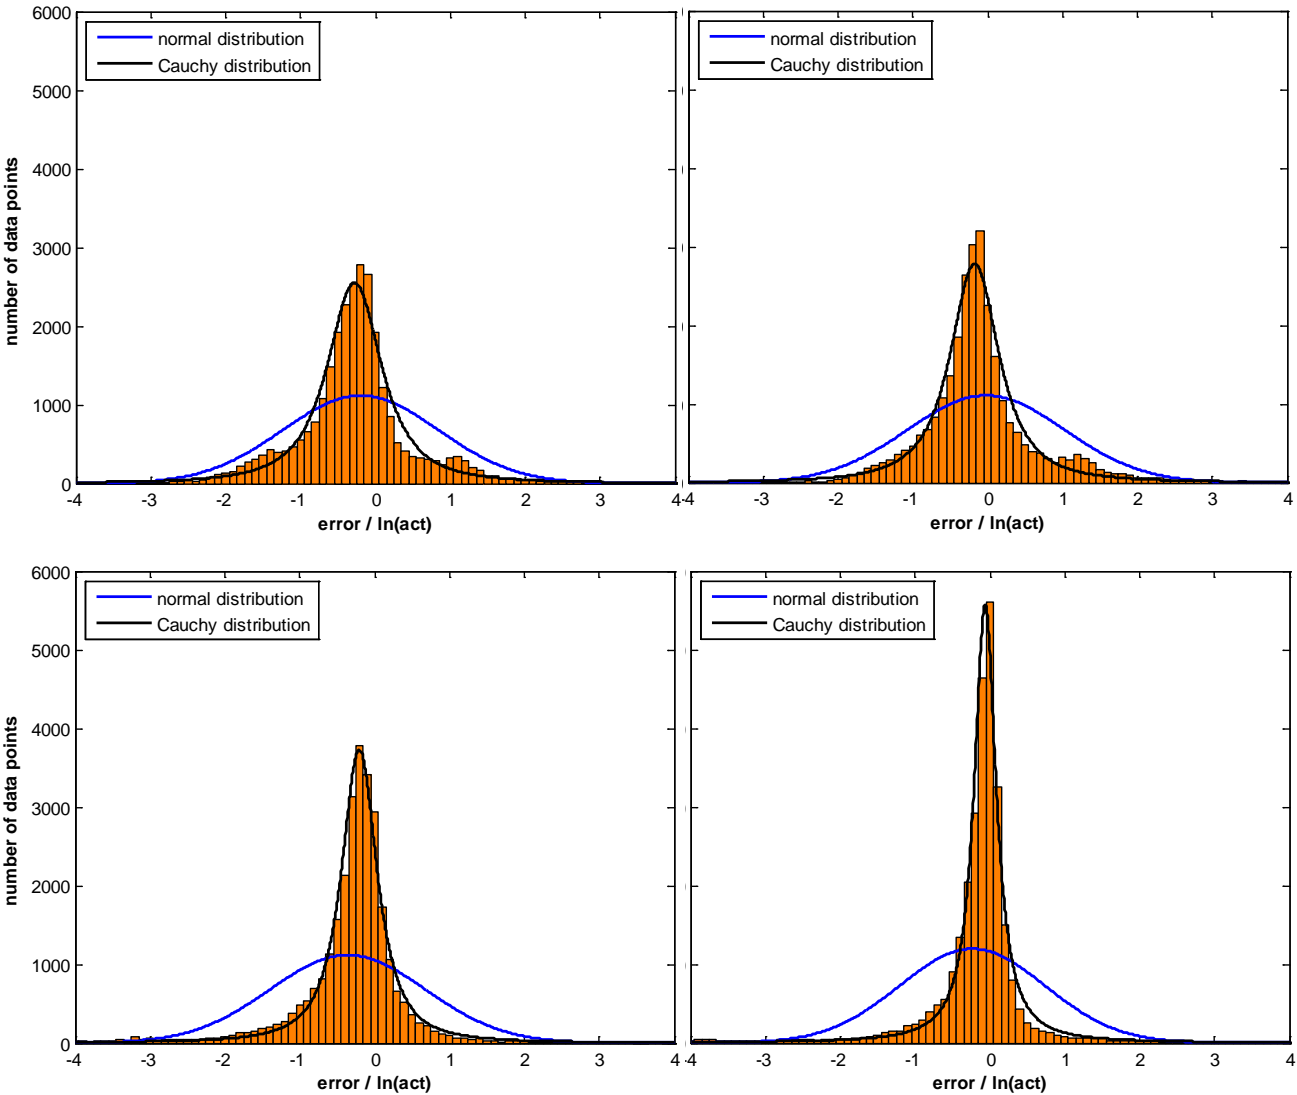 6000
5000
4000
3000
2000
1000
0
number of data points
normal distribution
Cauchy distribution
-4 -3 -2 -1 0 1 2 3 4
error / ln(act)
normal distribution
Cauchy distribution
-4 -3 -2 -1 0 1 2 3 4
error / ln(act)
6000
5000
4000
3000
2000
1000
0
number of data points
normal distribution
Cauchy distribution
-4 -3 -2 -1 0 1 2 3 4
error / ln(act)
normal distribution
Cauchy distribution
-4 -3 -2 -1 0 1 2 3 4
error / ln(act)